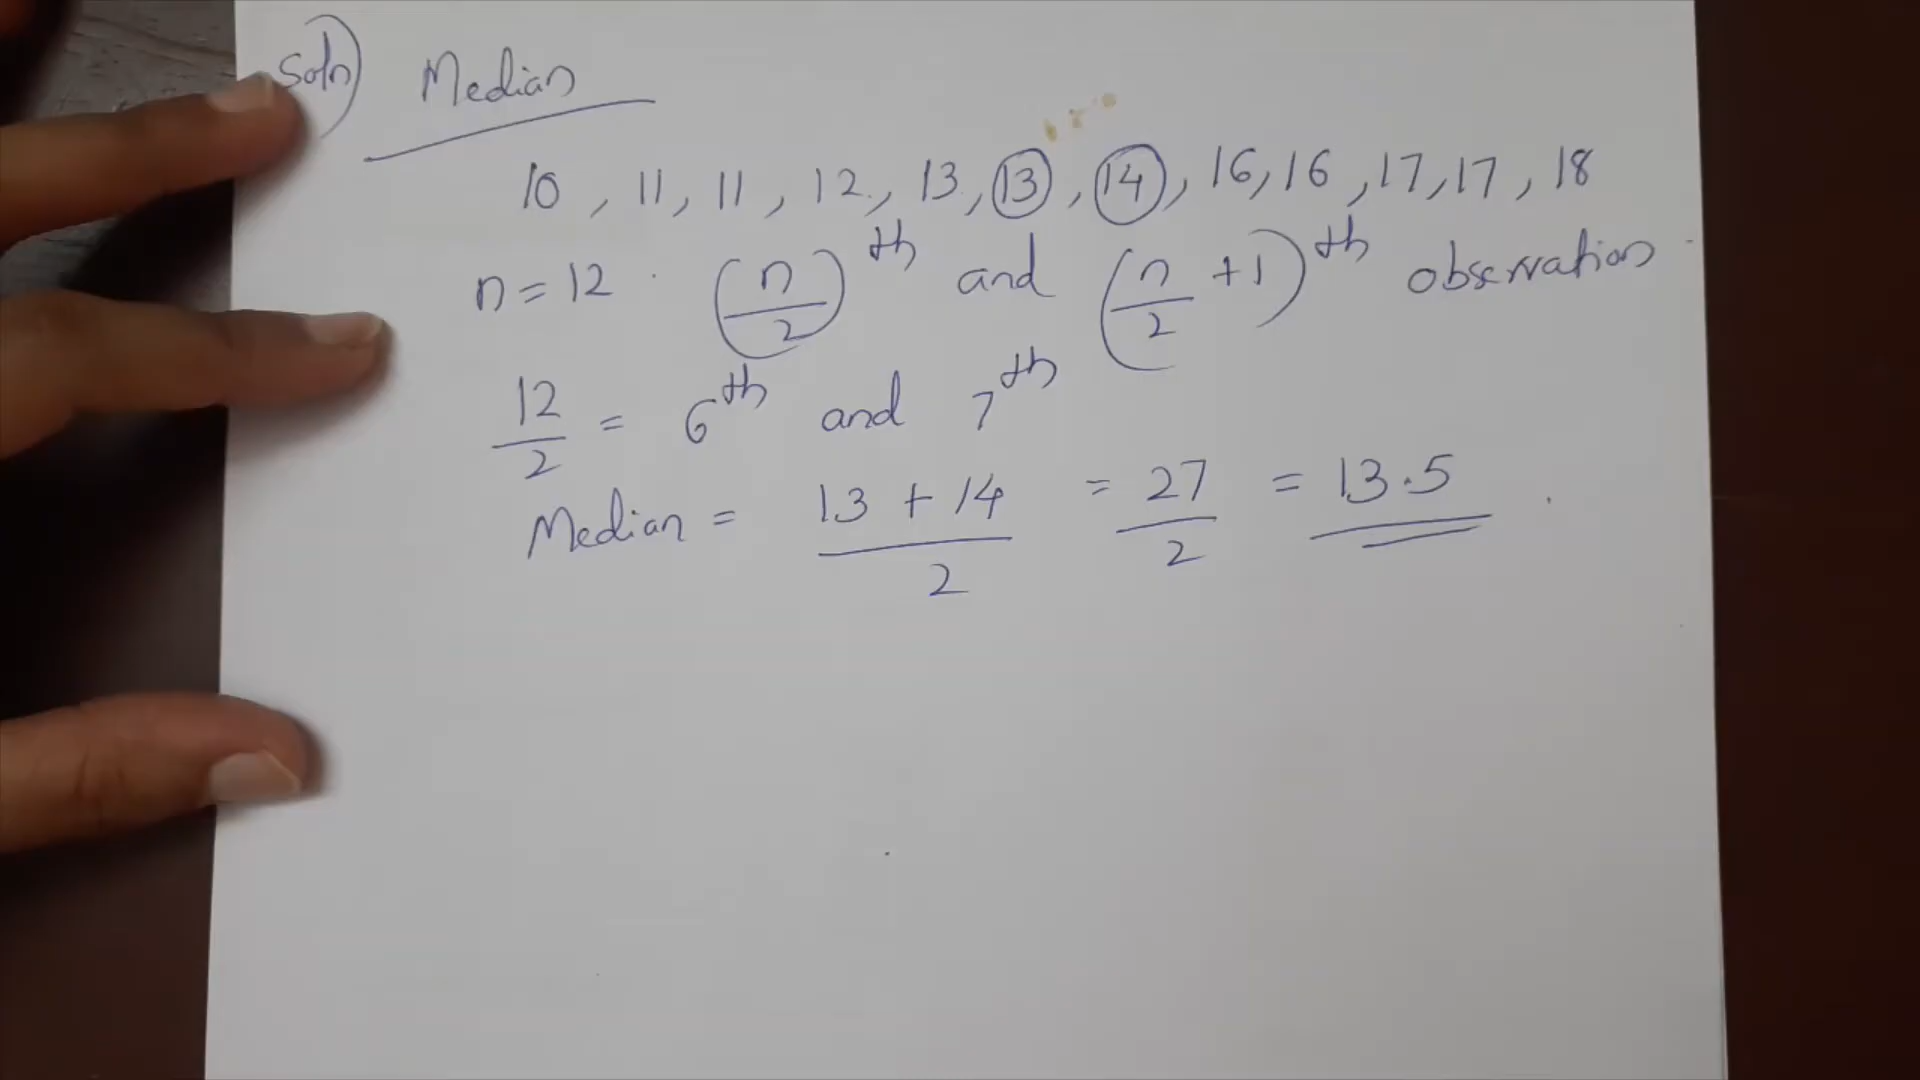 Soln) Median
10, 11, 11, 12, 13, 13, 14, 16, 16, 17, 17, 18
n = 12 . (n/2)th and (n/2 + 1)th observation
12/2 = 6th and 7th
Median = 13 + 14/2 = 27/2 = 13.5